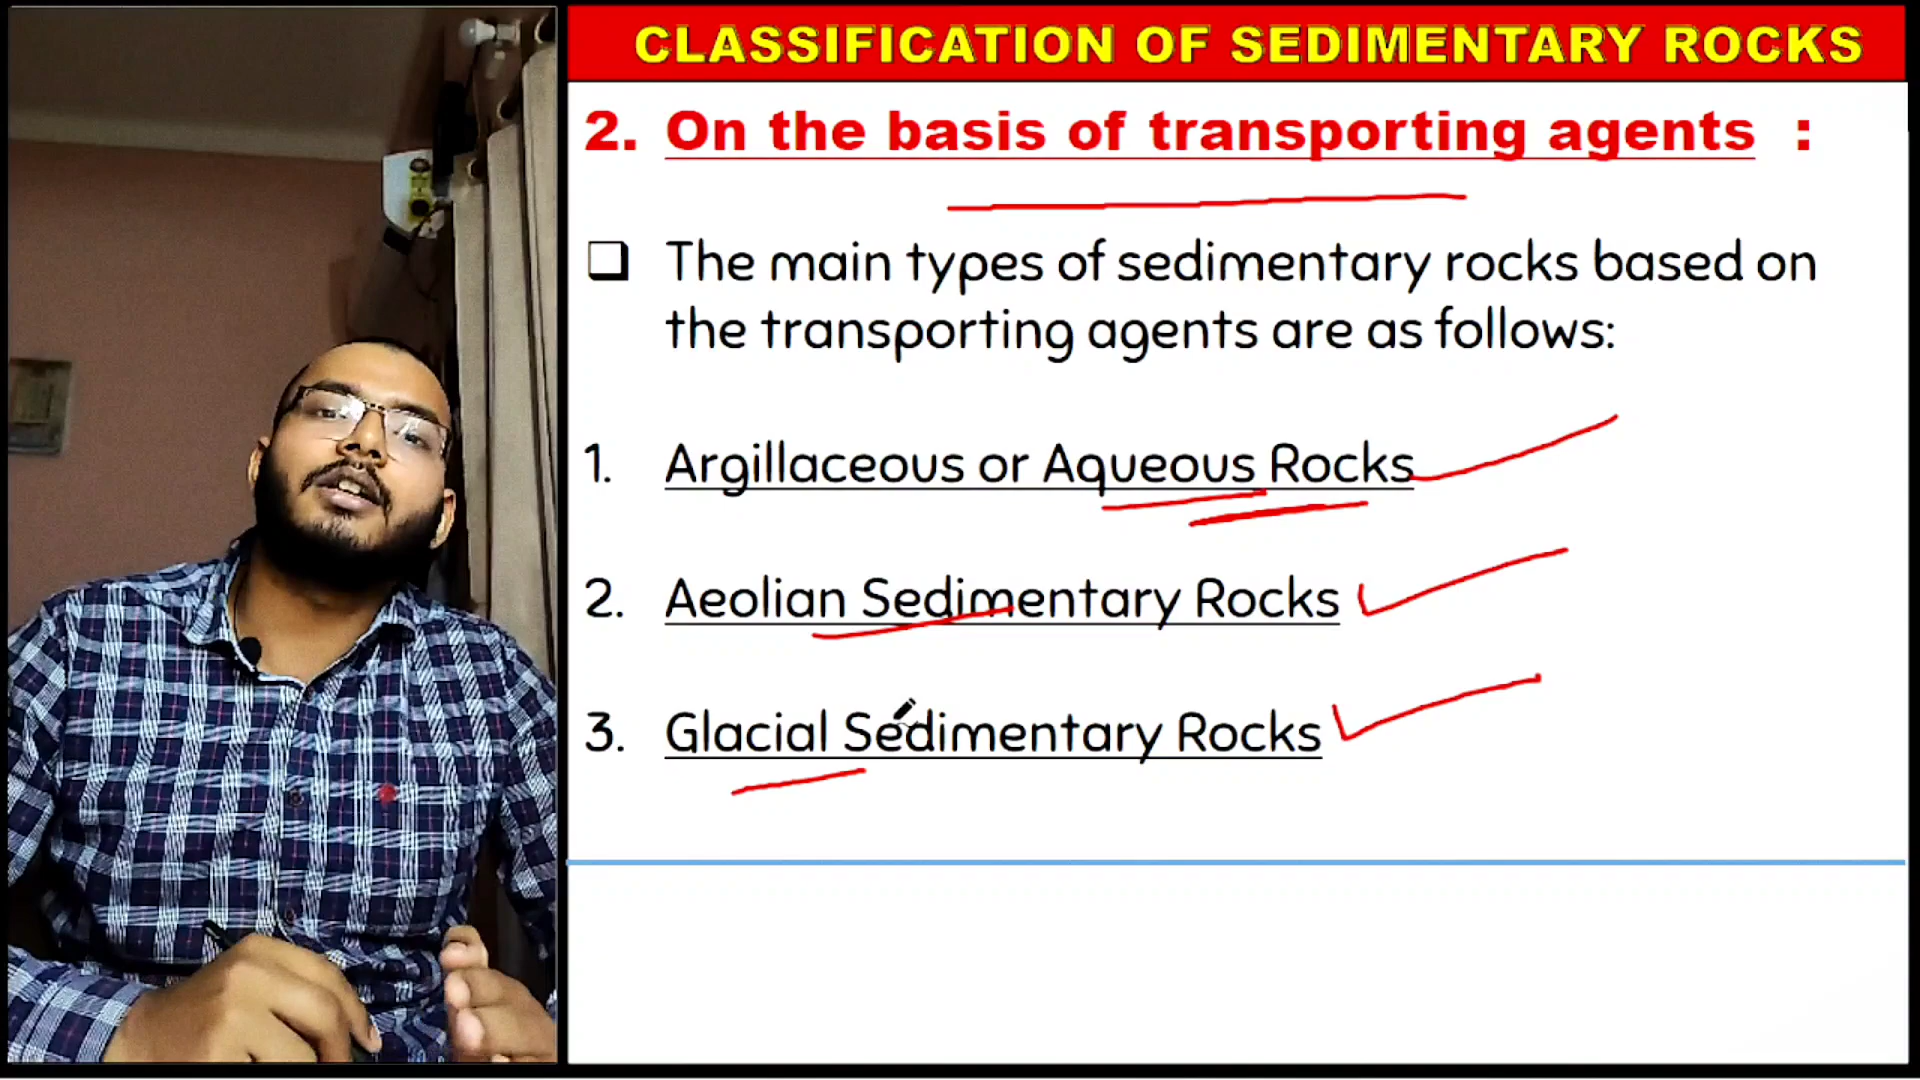 CLASSIFICATION OF SEDIMENTARY ROCKS
2. On the basis of transporting agents :
❑ The main types of sedimentary rocks based on
the transporting agents are as follows:
1. Argillaceous or Aqueous Rocks
2. Aeolian Sedimentary Rocks
3. Glacial Sedimentary Rocks